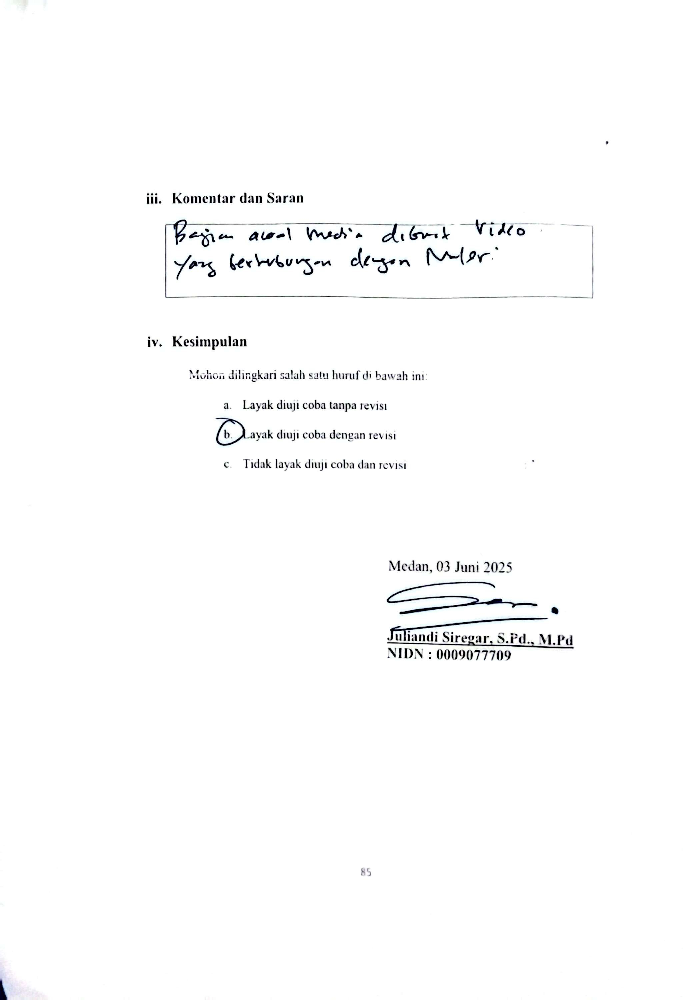 iii. Komentar dan Saran
Bagian awal media dibuat Video
yang berhubungan dengan Materi
iv. Kesimpulan
Mohon dilingkari salah satu huruf di bawah ini:
a. Layak diuji coba tanpa revisi
b. Layak diuji coba dengan revisi
c. Tidak layak diuji coba dan revisi
Medan, 03 Juni 2025
Juliandi Siregar, S.Pd., M.Pd
NIDN : 0009077709
85